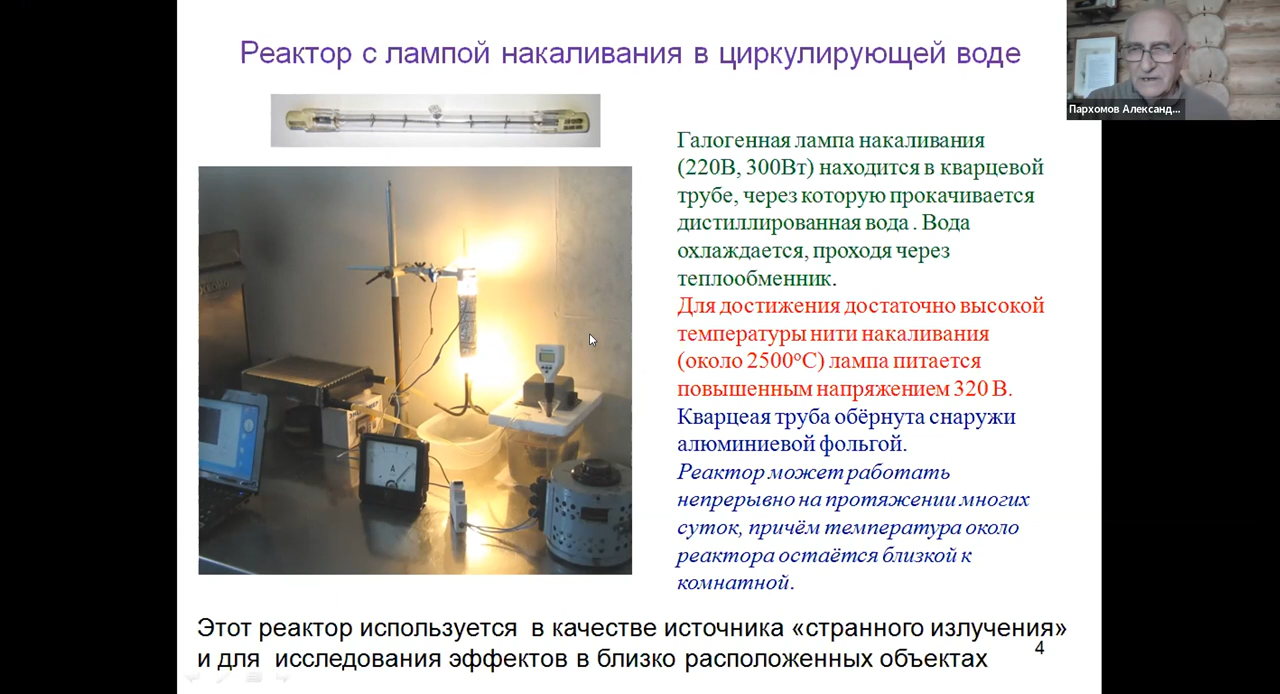 Реактор с лампой накаливания в циркулирующей воде
Пархомов Александ...
Галогенная лампа накаливания
(220В, 300Вт) находится в кварцевой
трубе, через которую прокачивается
дистиллированная вода . Вода
охлаждается, проходя через
теплообменник.
Для достижения достаточно высокой
температуры нити накаливания
(около 2500°С) лампа питается
повышенным напряжением 320 В.
Кварцеая труба обёрнута снаружи
алюминиевой фольгой.
Реактор может работать
непрерывно на протяжении многих
суток, причём температура около
реактора остаётся близкой к
комнатной.
A
Этот реактор используется в качестве источника «странного излучения»
и для исследования эффектов в близко расположенных объектах
4